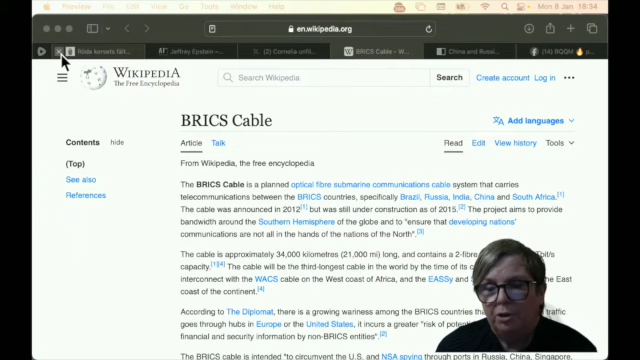 Mon 8 Jan 18:34
en.wikipedia.org
Röda korsets fält...
Jeffrey Epstein –...
(2) Cornelia unfil...
BRICS Cable – W...
China and Russi...
(14) BQQM 🔥 p...
WIKIPEDIA
The Free Encyclopedia
Search Wikipedia
Search
Create account Log in
BRICS Cable
Add languages
Contents hide
(Top)
See also
References
Article Talk
Read Edit View history Tools
From Wikipedia, the free encyclopedia
The BRICS Cable is a planned optical fibre submarine communications cable system that carries
telecommunications between the BRICS countries, specifically Brazil, Russia, India, China and South Africa.[1]
The cable was announced in 2012[1] but was still under construction as of 2015.[2] The project aims to provide
bandwidth around the Southern Hemisphere of the globe and to "ensure that developing nations'
communications are not all in the hands of the nations of the North".[3]
The cable is approximately 34,000 kilometres (21,000 mi) long, and contains a 2-fibre Tbit/s
capacity.[1][4] The cable will be the third-longest cable in the world by the time of its
interconnect with the WACS cable on the West coast of Africa, and the EASSy and the East
coast of the continent.[4]
According to The Diplomat, there is a growing wariness among the BRICS countries that traffic
goes through hubs in Europe or the United States, it incurs a greater "risk of potential
financial and security information by non-BRICS entities".[2]
The BRICS cable is intended "to circumvent the U.S. and NSA spying through ports in Russia, China, Singapore,